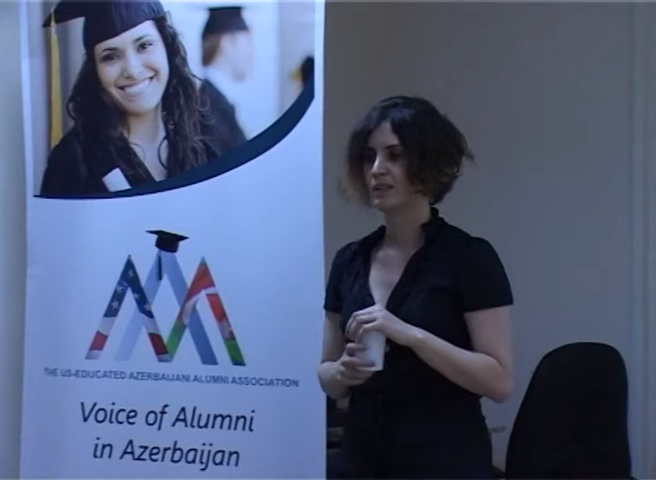 THE US-EDUCATED AZERBAIJANI ALUMNI ASSOCIATION
Voice of Alumni
in Azerbaijan